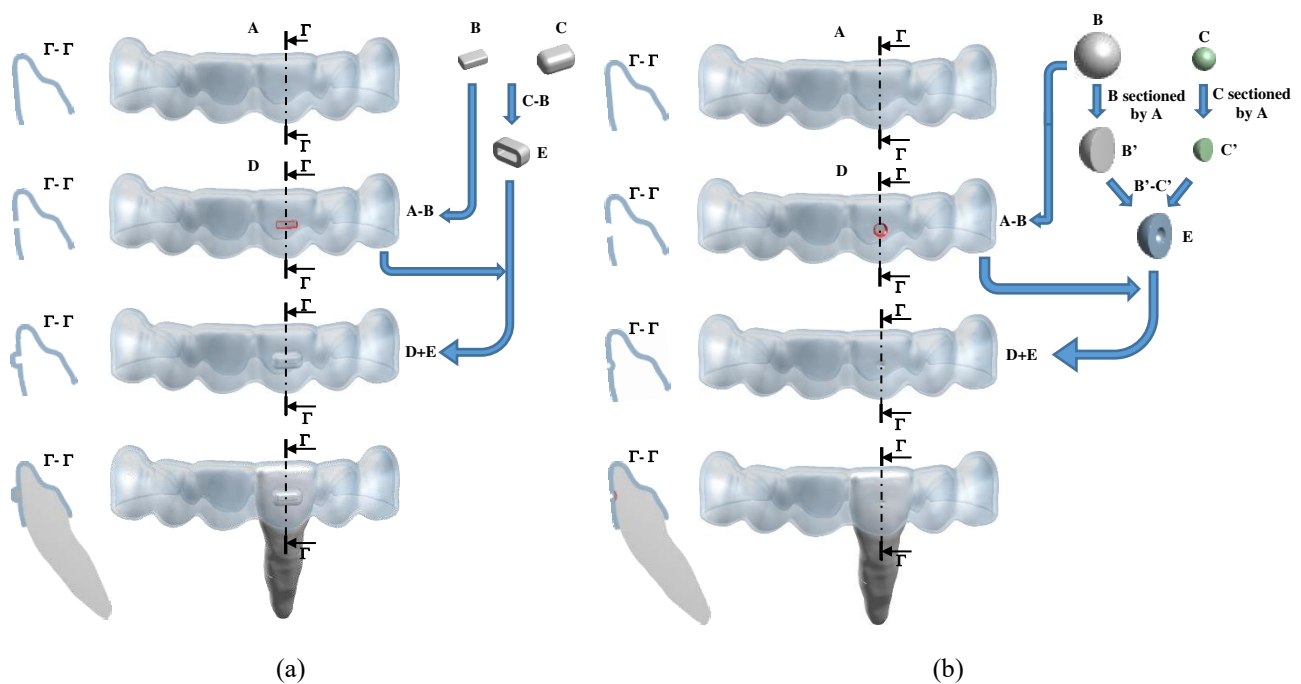 A
Γ
B
C
Γ- Γ
C-B
Γ
E
D
Γ
Γ- Γ
A-B
Γ
Γ
Γ- Γ
D+E
Γ
Γ
Γ- Γ
Γ
(a)
A
Γ
B
C
Γ- Γ
B sectioned
by A
C sectioned
by A
Γ
B'
C'
D
Γ
B'-C'
Γ- Γ
A-B
E
Γ
Γ
Γ- Γ
D+E
Γ
Γ
Γ- Γ
Γ
(b)